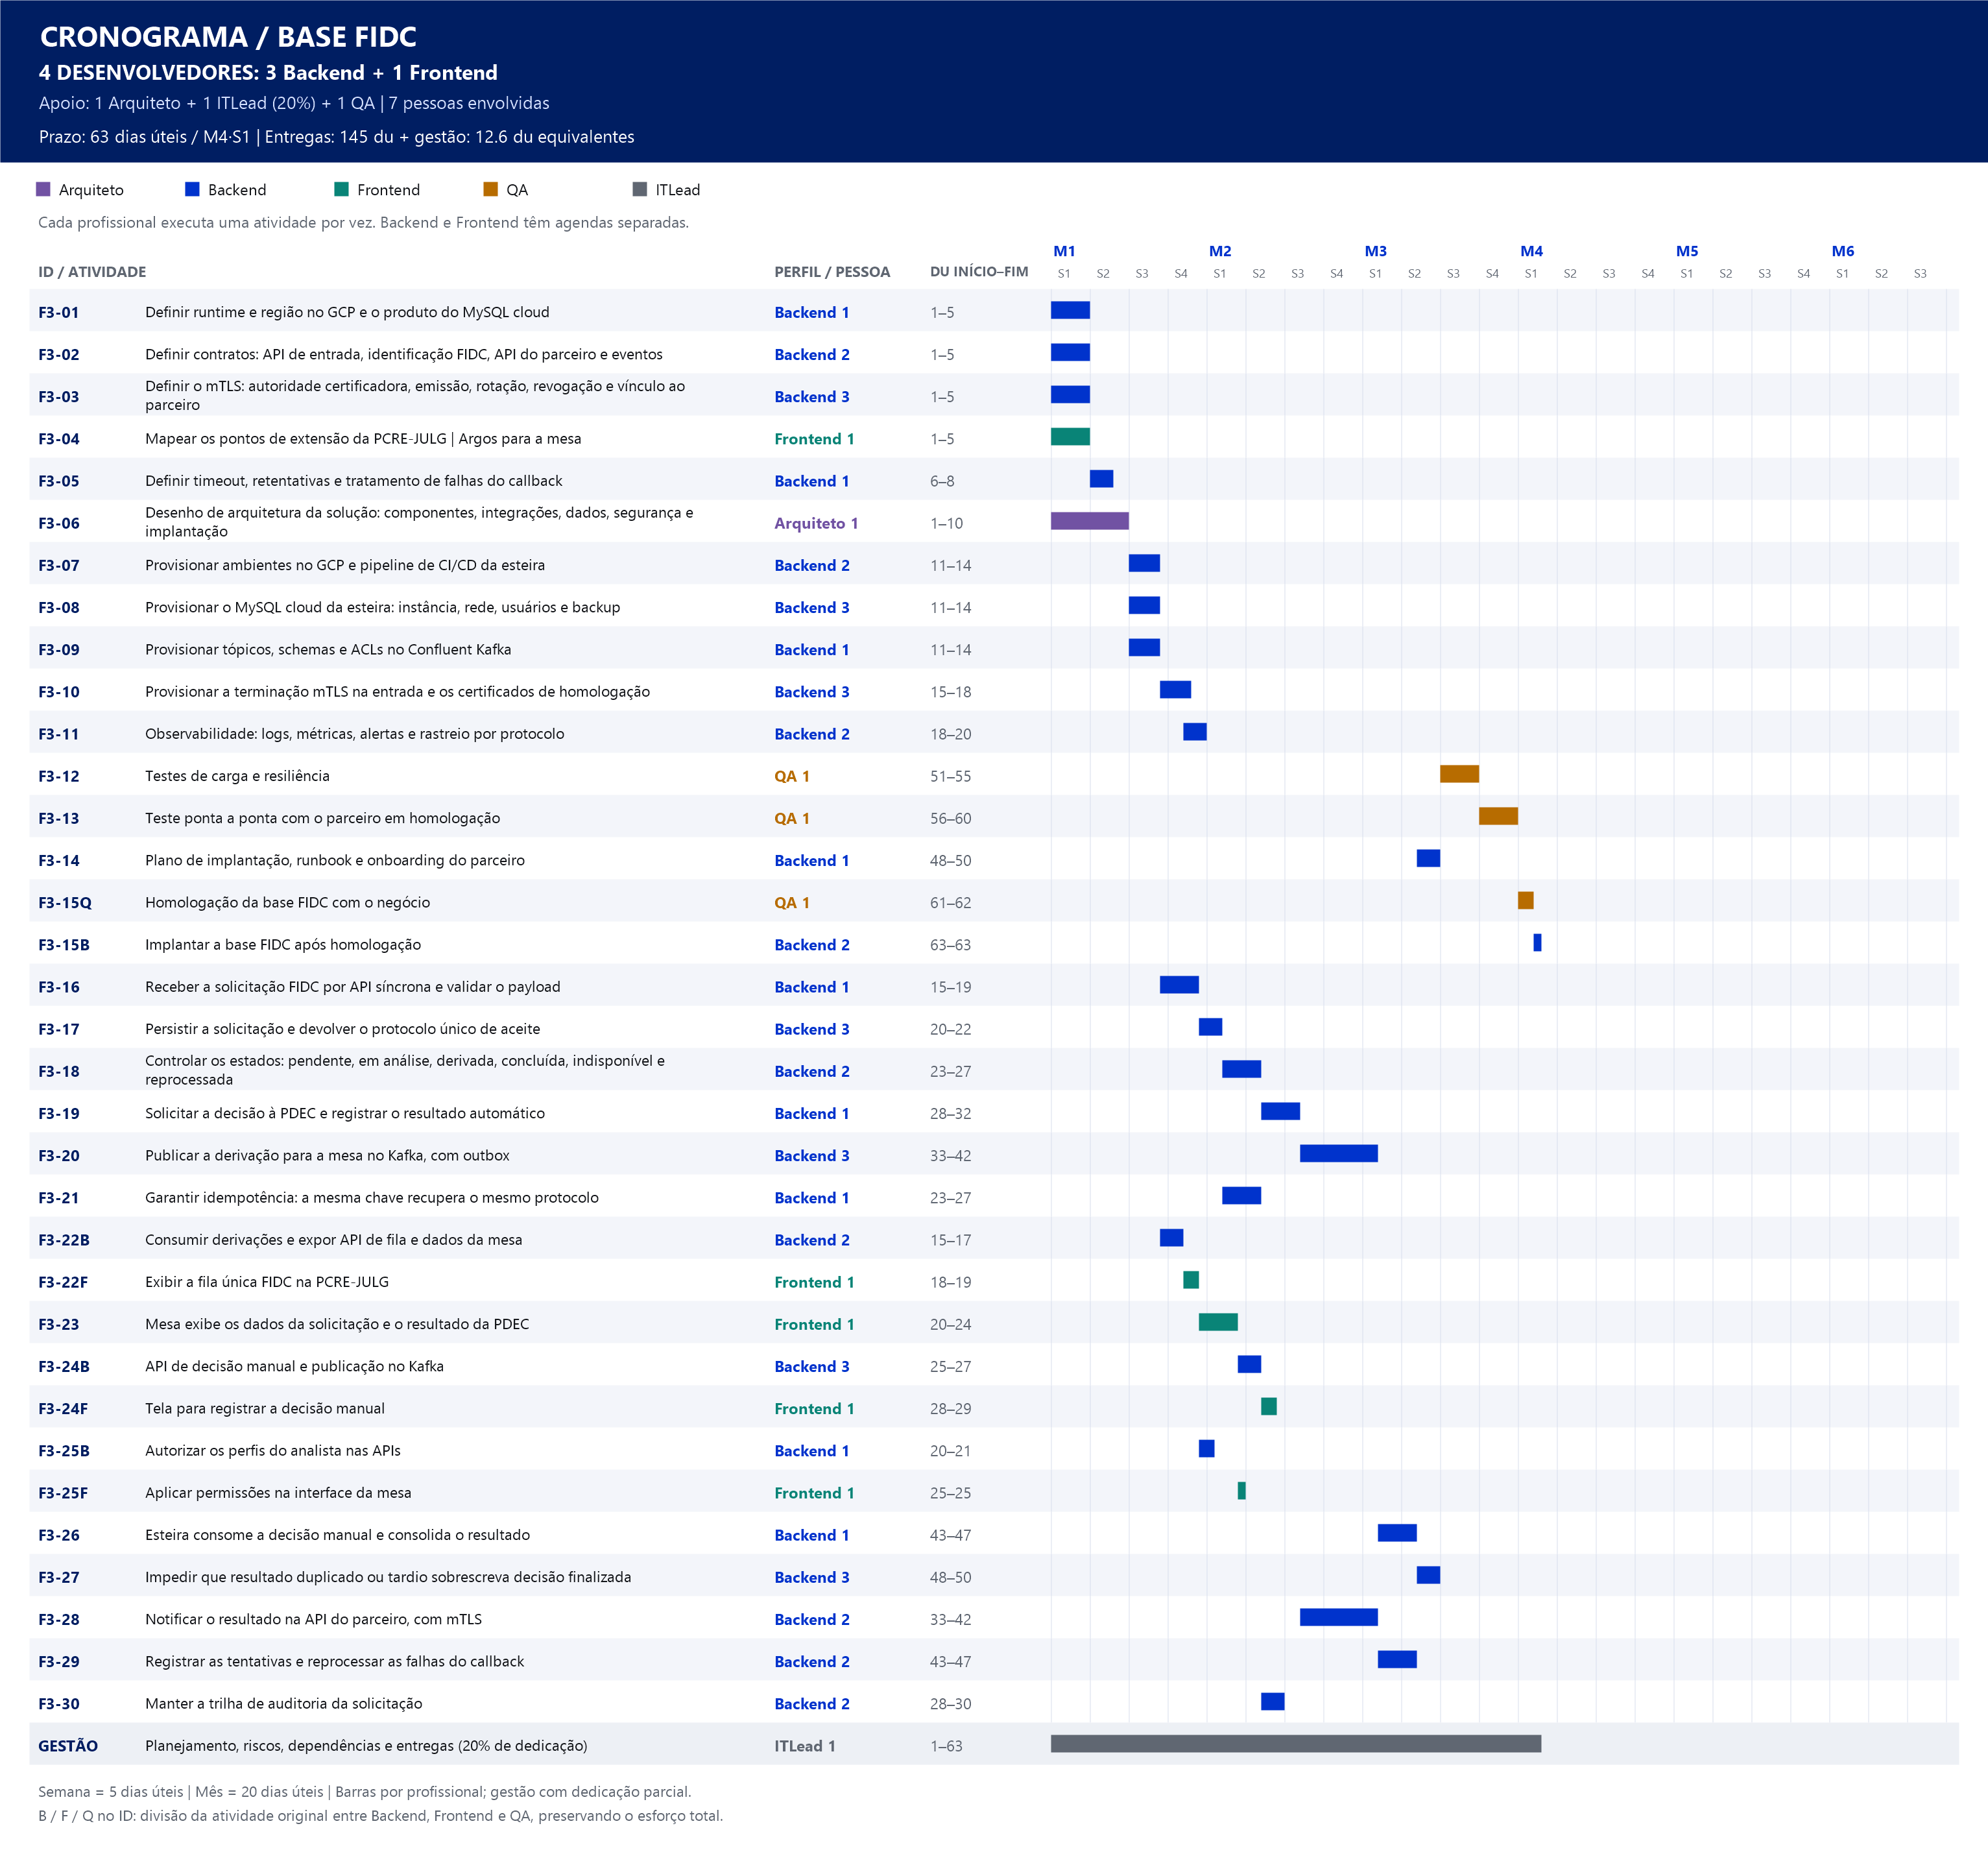 CRONOGRAMA / BASE FIDC
4 DESENVOLVEDORES: 3 Backend + 1 Frontend
Apoio: 1 Arquiteto + 1 ITLead (20%) + 1 QA | 7 pessoas envolvidas
Prazo: 63 dias úteis / M4·S1 | Entregas: 145 du + gestão: 12.6 du equivalentes
Arquiteto Backend Frontend QA ITLead
Cada profissional executa uma atividade por vez. Backend e Frontend têm agendas separadas.
M1 M2 M3 M4 M5 M6
ID / ATIVIDADE PERFIL / PESSOA DU INÍCIO–FIM S1 S2 S3 S4 S1 S2 S3 S4 S1 S2 S3 S4 S1 S2 S3 S4 S1 S2 S3 S4 S1 S2 S3
F3-01 Definir runtime e região no GCP e o produto do MySQL cloud Backend 1 1–5
F3-02 Definir contratos: API de entrada, identificação FIDC, API do parceiro e eventos Backend 2 1–5
F3-03 Definir o mTLS: autoridade certificadora, emissão, rotação, revogação e vínculo ao
parceiro Backend 3 1–5
F3-04 Mapear os pontos de extensão da PCRE-JULG | Argos para a mesa Frontend 1 1–5
F3-05 Definir timeout, retentativas e tratamento de falhas do callback Backend 1 6–8
F3-06 Desenho de arquitetura da solução: componentes, integrações, dados, segurança e
implantação Arquiteto 1 1–10
F3-07 Provisionar ambientes no GCP e pipeline de CI/CD da esteira Backend 2 11–14
F3-08 Provisionar o MySQL cloud da esteira: instância, rede, usuários e backup Backend 3 11–14
F3-09 Provisionar tópicos, schemas e ACLs no Confluent Kafka Backend 1 11–14
F3-10 Provisionar a terminação mTLS na entrada e os certificados de homologação Backend 3 15–18
F3-11 Observabilidade: logs, métricas, alertas e rastreio por protocolo Backend 2 18–20
F3-12 Testes de carga e resiliência QA 1 51–55
F3-13 Teste ponta a ponta com o parceiro em homologação QA 1 56–60
F3-14 Plano de implantação, runbook e onboarding do parceiro Backend 1 48–50
F3-15Q Homologação da base FIDC com o negócio QA 1 61–62
F3-15B Implantar a base FIDC após homologação Backend 2 63–63
F3-16 Receber a solicitação FIDC por API síncrona e validar o payload Backend 1 15–19
F3-17 Persistir a solicitação e devolver o protocolo único de aceite Backend 3 20–22
F3-18 Controlar os estados: pendente, em análise, derivada, concluída, indisponível e
reprocessada Backend 2 23–27
F3-19 Solicitar a decisão à PDEC e registrar o resultado automático Backend 1 28–32
F3-20 Publicar a derivação para a mesa no Kafka, com outbox Backend 3 33–42
F3-21 Garantir idempotência: a mesma chave recupera o mesmo protocolo Backend 1 23–27
F3-22B Consumir derivações e expor API de fila e dados da mesa Backend 2 15–17
F3-22F Exibir a fila única FIDC na PCRE-JULG Frontend 1 18–19
F3-23 Mesa exibe os dados da solicitação e o resultado da PDEC Frontend 1 20–24
F3-24B API de decisão manual e publicação no Kafka Backend 3 25–27
F3-24F Tela para registrar a decisão manual Frontend 1 28–29
F3-25B Autorizar os perfis do analista nas APIs Backend 1 20–21
F3-25F Aplicar permissões na interface da mesa Frontend 1 25–25
F3-26 Esteira consome a decisão manual e consolida o resultado Backend 1 43–47
F3-27 Impedir que resultado duplicado ou tardio sobrescreva decisão finalizada Backend 3 48–50
F3-28 Notificar o resultado na API do parceiro, com mTLS Backend 2 33–42
F3-29 Registrar as tentativas e reprocessar as falhas do callback Backend 2 43–47
F3-30 Manter a trilha de auditoria da solicitação Backend 2 28–30
GESTÃO Planejamento, riscos, dependências e entregas (20% de dedicação) ITLead 1 1–63
Semana = 5 dias úteis | Mês = 20 dias úteis | Barras por profissional; gestão com dedicação parcial.
B / F / Q no ID: divisão da atividade original entre Backend, Frontend e QA, preservando o esforço total.